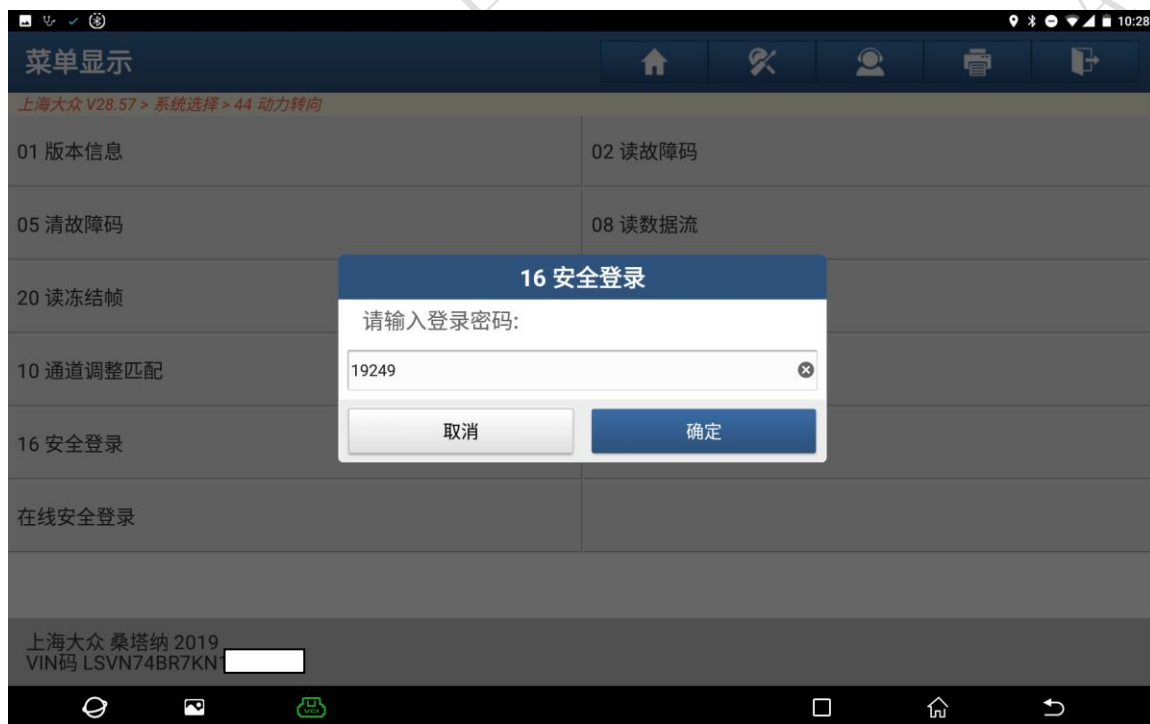 10:28
菜单显示
上海大众 V28.57 > 系统选择 > 44 动力转向
01 版本信息
02 读故障码
05 清故障码
08 读数据流
16 安全登录
20 读冻结帧
请输入登录密码:
10 通道调整匹配
19249
取消
确定
16 安全登录
在线安全登录
上海大众 桑塔纳 2019
VIN码 LSVN74BR7KN1
VCI